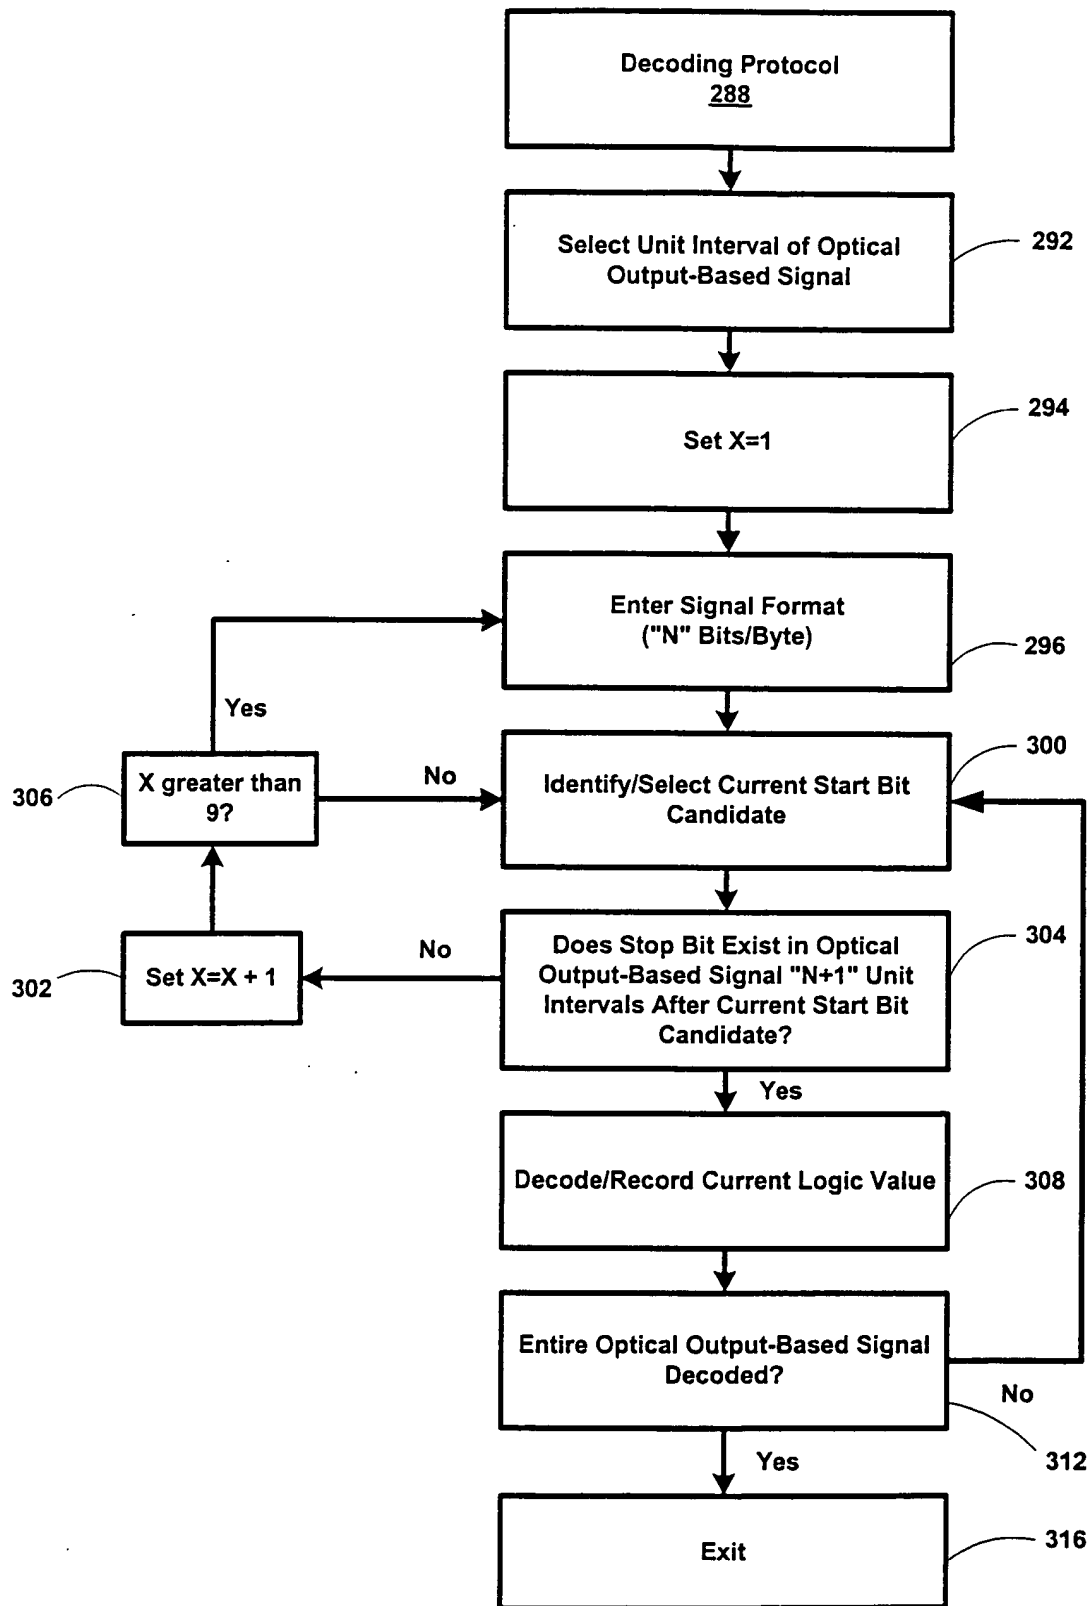 Decoding Protocol
288
Select Unit Interval of Optical
Output-Based Signal
292
Set X=1
294
Enter Signal Format
("N" Bits/Byte)
296
Yes
X greater than
9?
306
No
Identify/Select Current Start Bit
Candidate
300
Set X=X + 1
302
No
Does Stop Bit Exist in Optical
Output-Based Signal "N+1" Unit
Intervals After Current Start Bit
Candidate?
304
Yes
Decode/Record Current Logic Value
308
Entire Optical Output-Based Signal
Decoded?
No
312
Yes
Exit
316